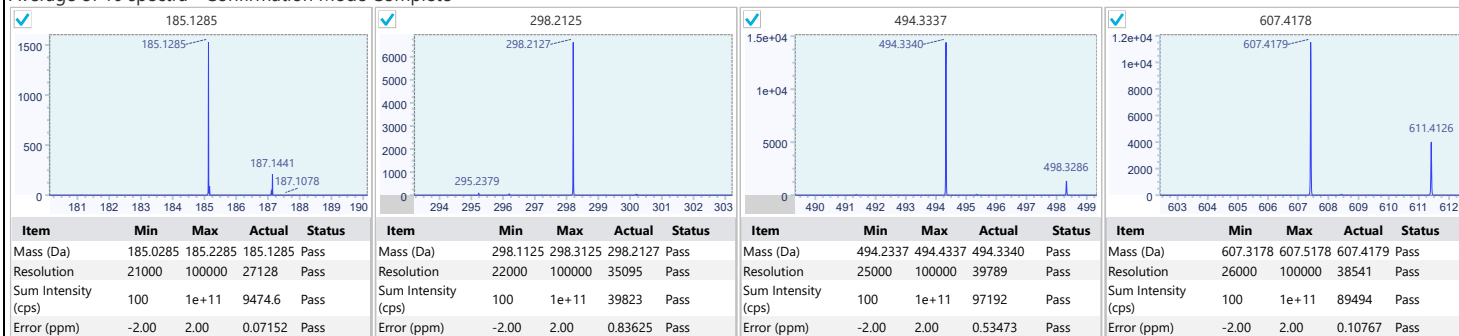 185.1285
1500
1000
500
0
185.1285
187.1441
187.1078
181 182 183 184 185 186 187 188 189 190
Item Min Max Actual Status
Mass (Da) 185.0285 185.2285 185.1285 Pass
Resolution 21000 100000 27128 Pass
Sum Intensity
(cps) 100 1e+11 9474.6 Pass
Error (ppm) -2.00 2.00 0.07152 Pass
298.2125
6000
5000
4000
3000
2000
1000
0
298.2127
295.2379
294 295 296 297 298 299 300 301 302 303
Item Min Max Actual Status
Mass (Da) 298.1125 298.3125 298.2127 Pass
Resolution 22000 100000 35095 Pass
Sum Intensity
(cps) 100 1e+11 39823 Pass
Error (ppm) -2.00 2.00 0.83625 Pass
494.3337
1.5e+04
1e+04
5000
0
494.3340
498.3286
490 491 492 493 494 495 496 497 498 499
Item Min Max Actual Status
Mass (Da) 494.2337 494.4337 494.3340 Pass
Resolution 25000 100000 39789 Pass
Sum Intensity
(cps) 100 1e+11 97192 Pass
Error (ppm) -2.00 2.00 0.53473 Pass
607.4178
1.2e+04
1e+04
8000
6000
4000
2000
0
607.4179
611.4126
603 604 605 606 607 608 609 610 611 612
Item Min Max Actual Status
Mass (Da) 607.3178 607.5178 607.4179 Pass
Resolution 26000 100000 38541 Pass
Sum Intensity
(cps) 100 1e+11 89494 Pass
Error (ppm) -2.00 2.00 0.10767 Pass